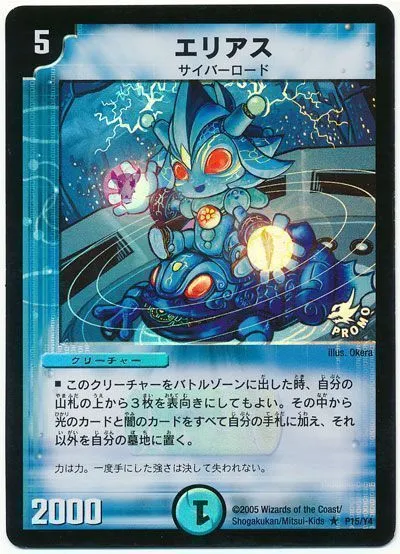 5
エリアス
サイバーロード
PROMO
illus. Okera
クリーチャー
■このクリーチャーをバトルゾーンに出した時、自分の
山札の上から3枚を表向きにしてもよい。その中から
光のカードと闇のカードをすべて自分の手札に加え、それ
以外を自分の墓地に置く。
力は力。一度手にした強さは決して失われない。
2000
©2005 Wizards of the Coast/
Shogakukan/Mitsui-Kids ★ P15/Y4